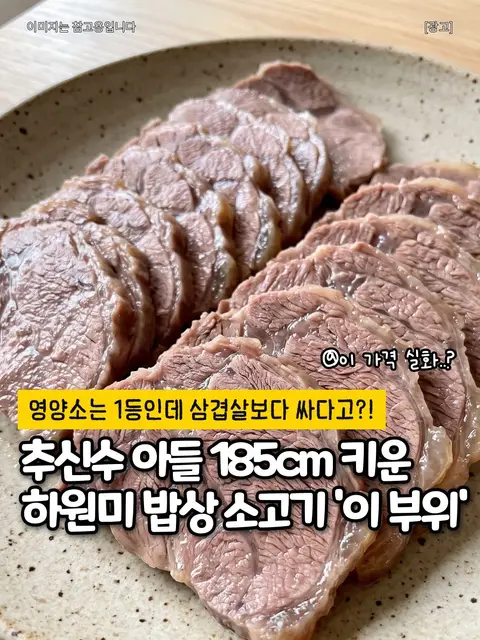 이미지는 참고용입니다
[광고]
이 가격 실화..?
영양소는 1등인데 삼겹살보다 싸다고?!
추신수 아들 185cm 키운
하원미 밥상 소고기 '이 부위'